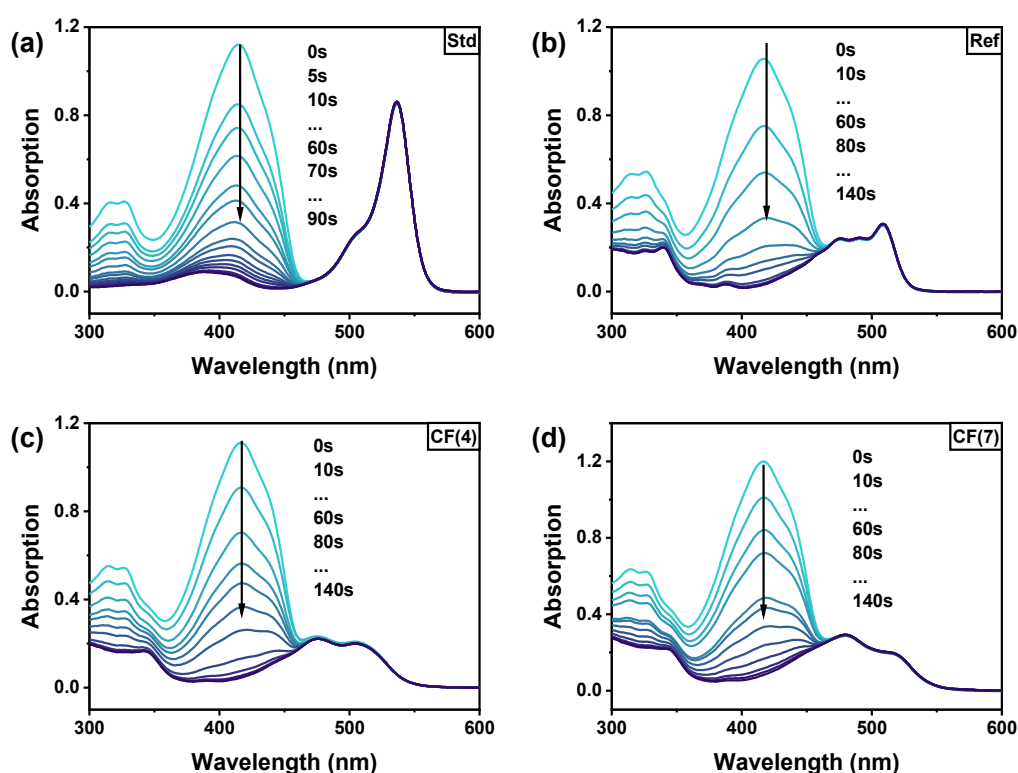 (a)
Std
0s
5s
10s
...
60s
70s
...
90s
1.2
0.8
0.4
0.0
Absorption
300
400
500
600
Wavelength (nm)
(b)
Ref
0s
10s
...
60s
80s
...
140s
1.2
0.8
0.4
0.0
Absorption
300
400
500
600
Wavelength (nm)
(c)
CF(4)
0s
10s
...
60s
80s
...
140s
1.2
0.8
0.4
0.0
Absorption
300
400
500
600
Wavelength (nm)
(d)
CF(7)
0s
10s
...
60s
80s
...
140s
1.2
0.8
0.4
0.0
Absorption
300
400
500
600
Wavelength (nm)